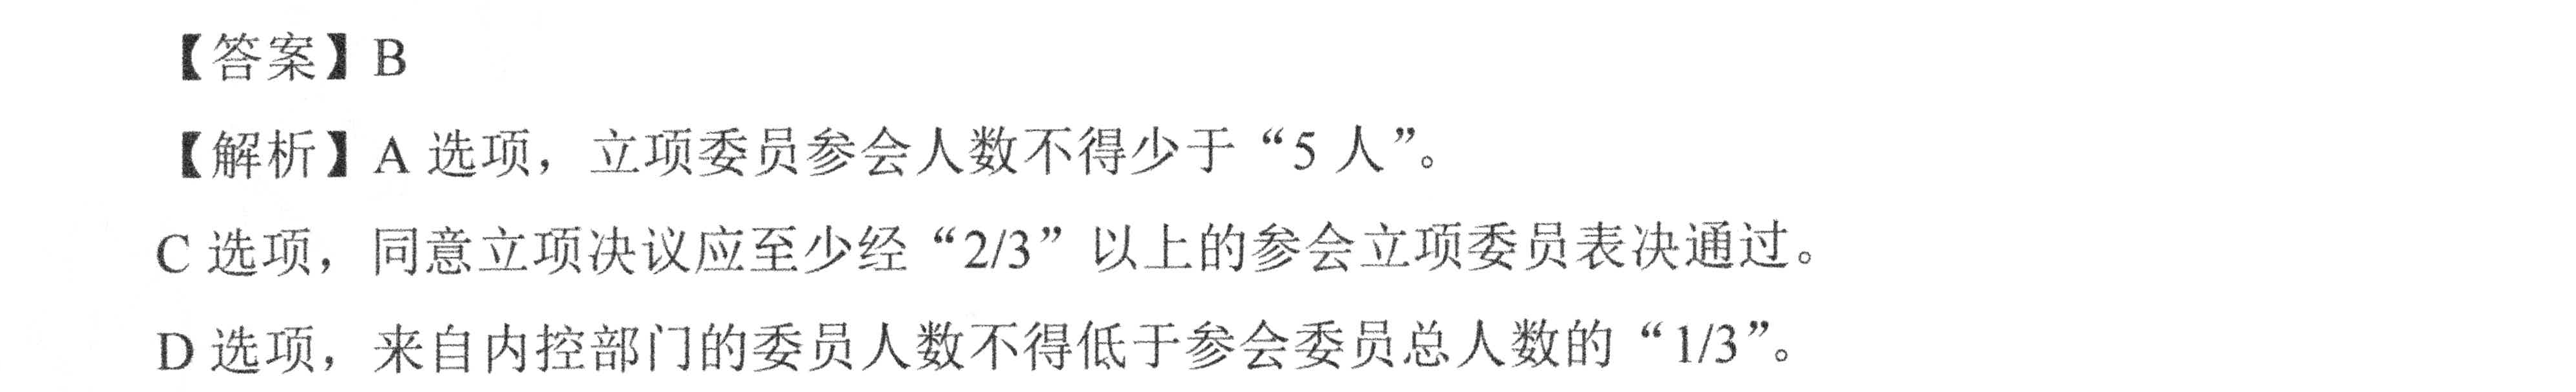 【答案】B
【解析】A 选项，立项委员参会人数不得少于“5 人”。
C 选项，同意立项决议应至少经“2/3”以上的参会立项委员表决通过。
D 选项，来自内控部门的委员人数不得低于参会委员总人数的“1/3”。